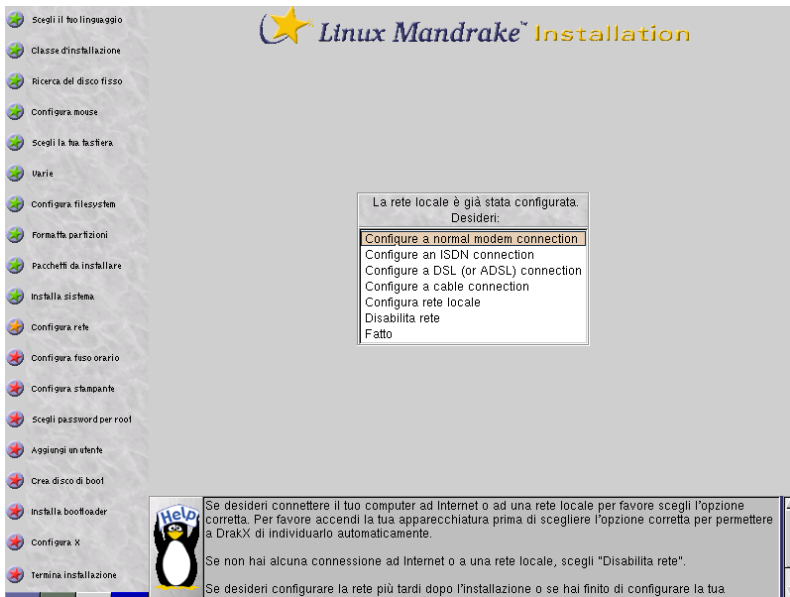 Scegli il tuo linguaggio
Classe d'installazione
Ricerca del disco fisso
Configura mouse
Scegli la tua tastiera
Varie
Configura filesystem
Formatta partizioni
Pacchetti da installare
Installa sistema
Configura rete
Configura fuso orario
Configura stampante
Scegli password per root
Aggiungi un utente
Crea disco di boot
Installa bootloader
Configura X
Termina installazione
Linux Mandrake™ Installation
La rete locale è già stata configurata.
Desideri:
Configure a normal modem connection
Configure an ISDN connection
Configure a DSL (or ADSL) connection
Configure a cable connection
Configura rete locale
Disabilita rete
Fatto
Help
Se desideri connettere il tuo computer ad Internet o ad una rete locale per favore scegli l'opzione
corretta. Per favore accendi la tua apparecchiatura prima di scegliere l'opzione corretta per permettere
a DrakX di individuarlo automaticamente.
Se non hai alcuna connessione ad Internet o a una rete locale, scegli "Disabilita rete".
Se desideri configurare la rete più tardi dopo l'installazione o se hai finito di configurare la tua